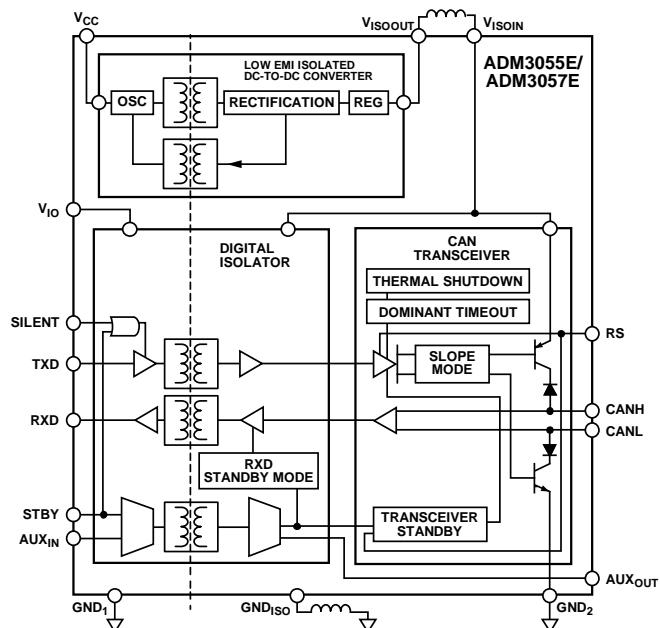 VCC
VISOOUT
VISOIN
LOW EMI ISOLATED
DC-TO-DC CONVERTER
ADM3055E/
ADM3057E
OSC
RECTIFICATION
REG
VIO
DIGITAL
ISOLATOR
CAN
TRANSCEIVER
THERMAL SHUTDOWN
DOMINANT TIMEOUT
SILENT
RS
TXD
SLOPE
MODE
RXD
CANH
CANL
RXD
STANDBY MODE
STBY
TRANSCEIVER
STANDBY
AUXIN
AUXOUT
GND1
GNDISO
GND2